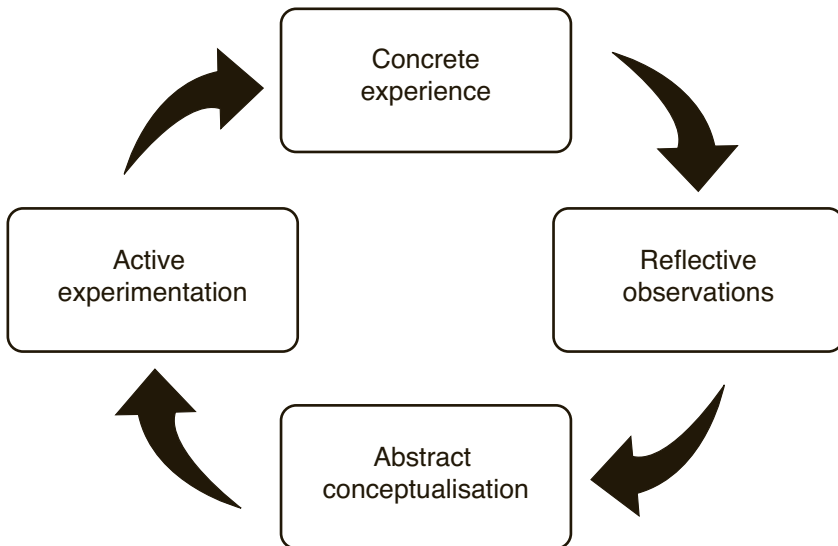 Concrete
experience
Reflective
observations
Abstract
conceptualisation
Active
experimentation